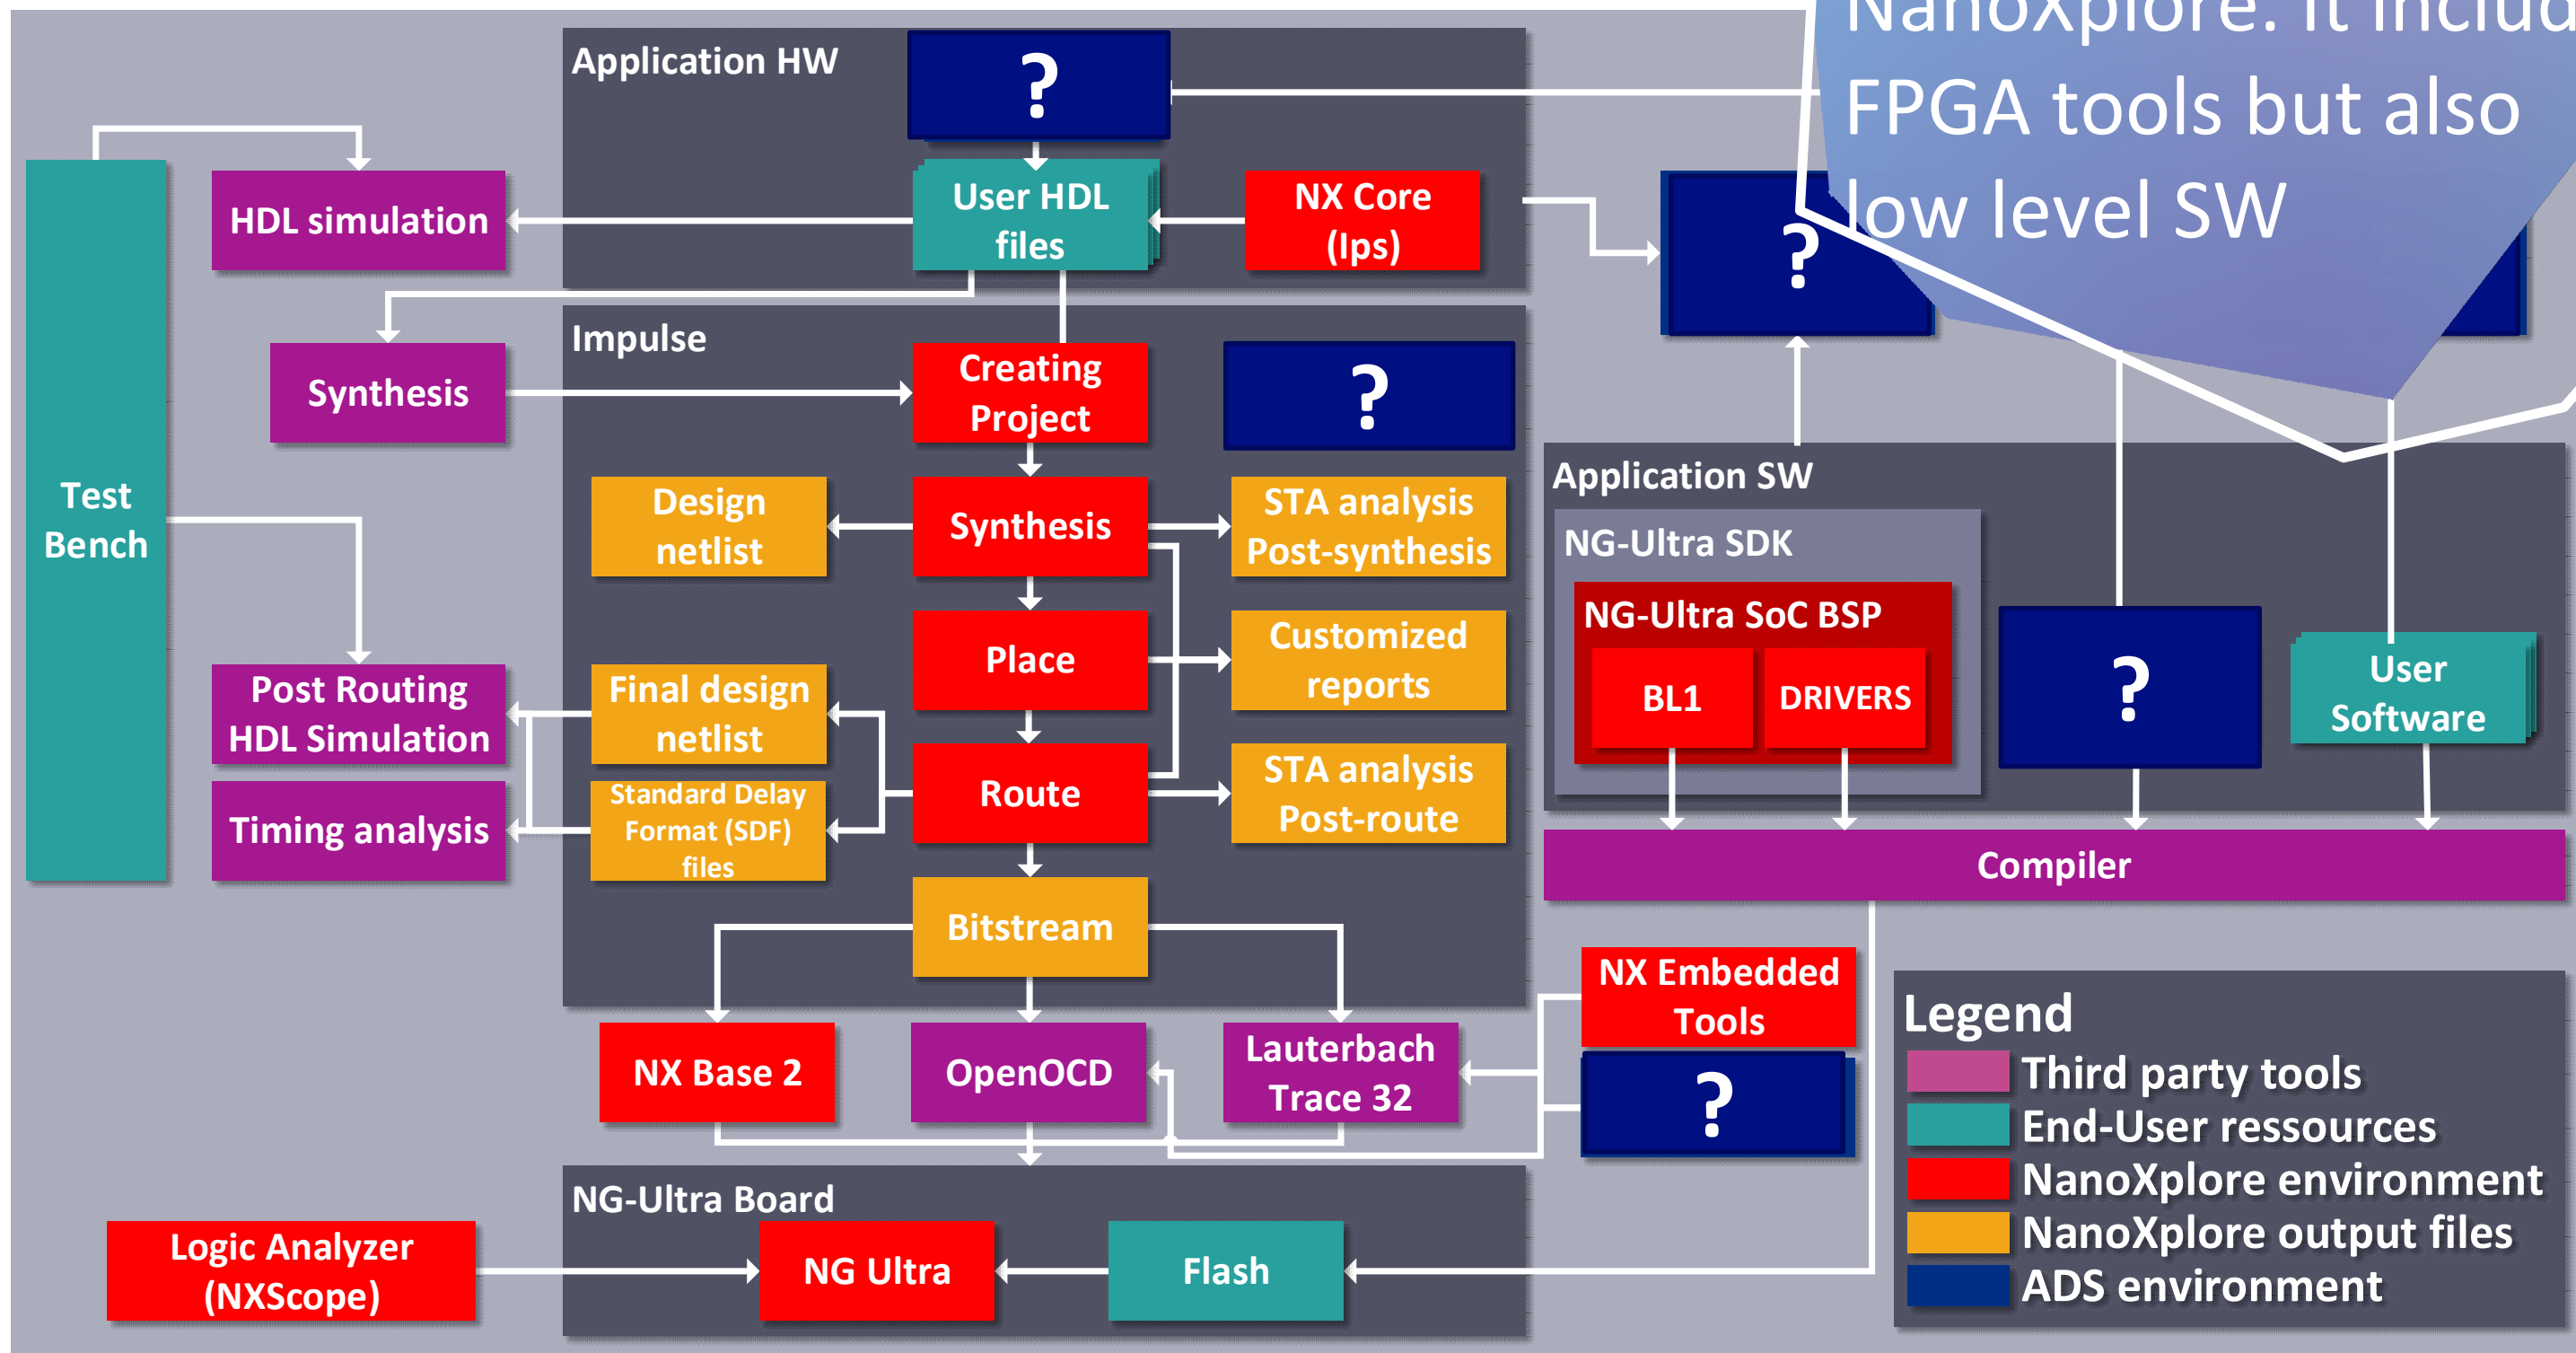 NanoXplore. It includ
FPGA tools but also
low level SW
Application HW
?
User HDL
files
NX Core
(Ips)
HDL simulation
?
Impulse
Synthesis
Creating
Project
?
Test
Bench
Design
netlist
Synthesis
STA analysis
Post-synthesis
Place
Customized
reports
Post Routing
HDL Simulation
Final design
netlist
Timing analysis
Standard Delay
Format (SDF)
files
Route
STA analysis
Post-route
Bitstream
Application SW
NG-Ultra SDK
NG-Ultra SoC BSP
BL1
DRIVERS
?
User
Software
Compiler
NX Base 2
OpenOCD
Lauterbach
Trace 32
NX Embedded
Tools
?
NG-Ultra Board
Logic Analyzer
(NXScope)
NG Ultra
Flash
Legend
Third party tools
End-User ressources
NanoXplore environment
NanoXplore output files
ADS environment